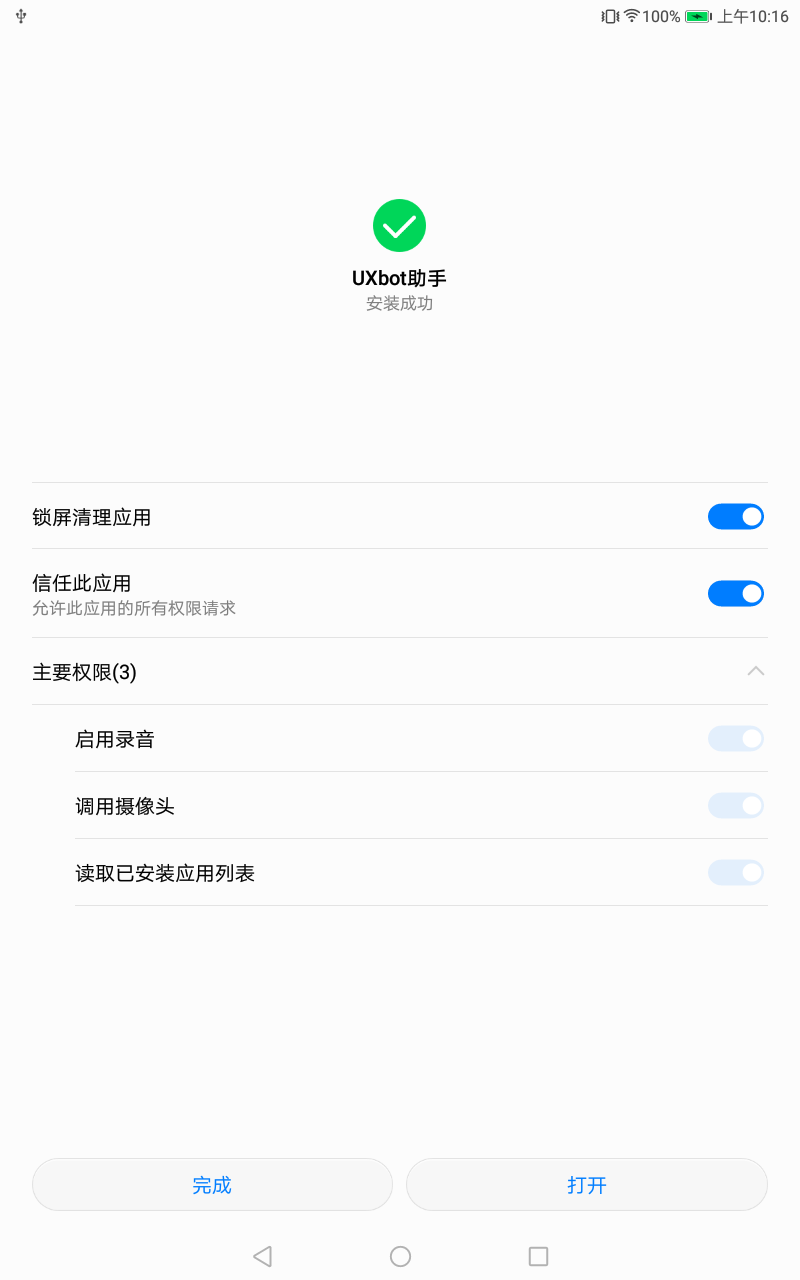 100% 上午10:16
UXbot助手
安装成功
锁屏清理应用
信任此应用
允许此应用的所有权限请求
主要权限(3)
启用录音
调用摄像头
读取已安装应用列表
完成 打开